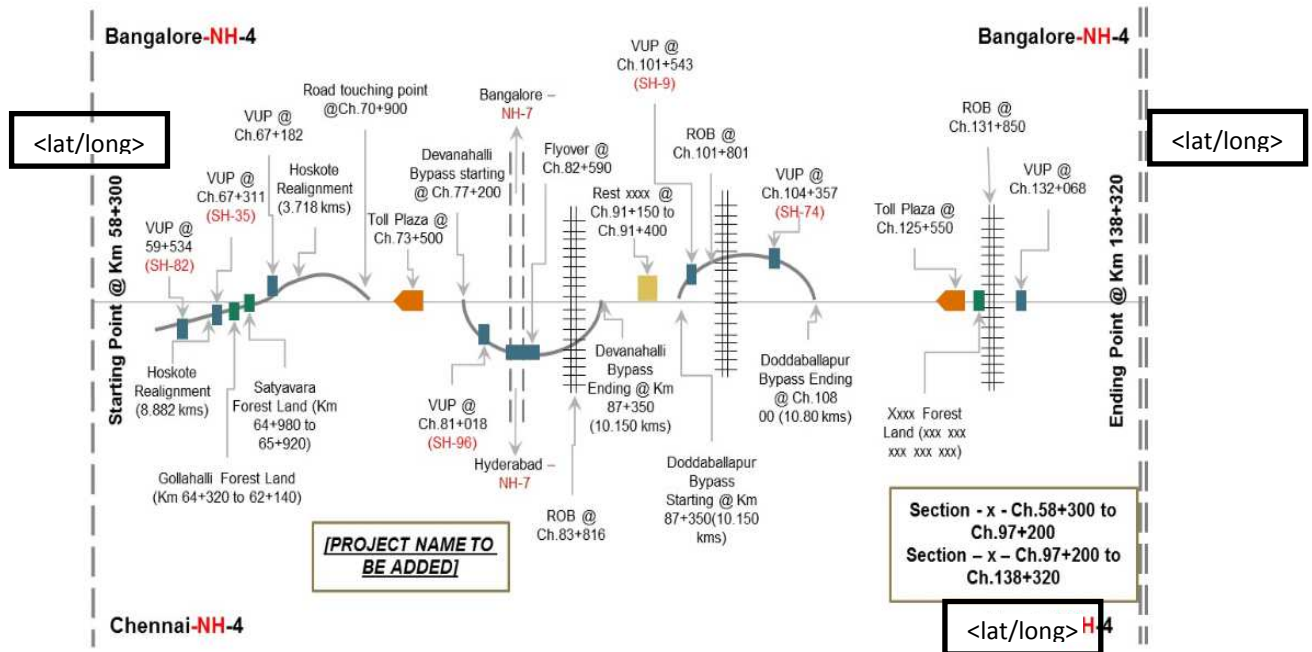 Bangalore-NH-4
Bangalore-NH-4
<lat/long>
<lat/long>
Starting Point @ Km 58+300
Ending Point @ Km 138+320
VUP @
59+534
(SH-82)
VUP @
Ch.67+311
(SH-35)
VUP @
Ch.67+182
Hoskote
Realignment
(3.718 kms)
Road touching point
@Ch.70+900
Toll Plaza @
Ch.73+500
Devanahalli
Bypass starting
@ Ch.77+200
Bangalore –
NH-7
Flyover @
Ch.82+590
Rest xxxx @
Ch.91+150 to
Ch.91+400
VUP @
Ch.101+543
(SH-9)
ROB @
Ch.101+801
VUP @
Ch.104+357
(SH-74)
Toll Plaza @
Ch.125+550
ROB @
Ch.131+850
VUP @
Ch.132+068
Hoskote
Realignment
(8.882 kms)
Gollahalli Forest Land
(Km 64+320 to 62+140)
Satyavara
Forest Land (Km
64+980 to
65+920)
VUP @
Ch.81+018
(SH-96)
Hyderabad –
NH-7
ROB @
Ch.83+816
Devanahalli
Bypass
Ending @ Km
87+350
(10.150 kms)
Doddaballapur
Bypass
Starting @ Km
87+350(10.150
kms)
Doddaballapur
Bypass Ending
@ Ch.108
00 (10.80 kms)
Xxxx Forest
Land (xxx xxx
xxx xxx xxx)
[PROJECT NAME TO
BE ADDED]
Section - x - Ch.58+300 to
Ch.97+200
Section – x – Ch.97+200 to
Ch.138+320
Chennai-NH-4
<lat/long>
H-4